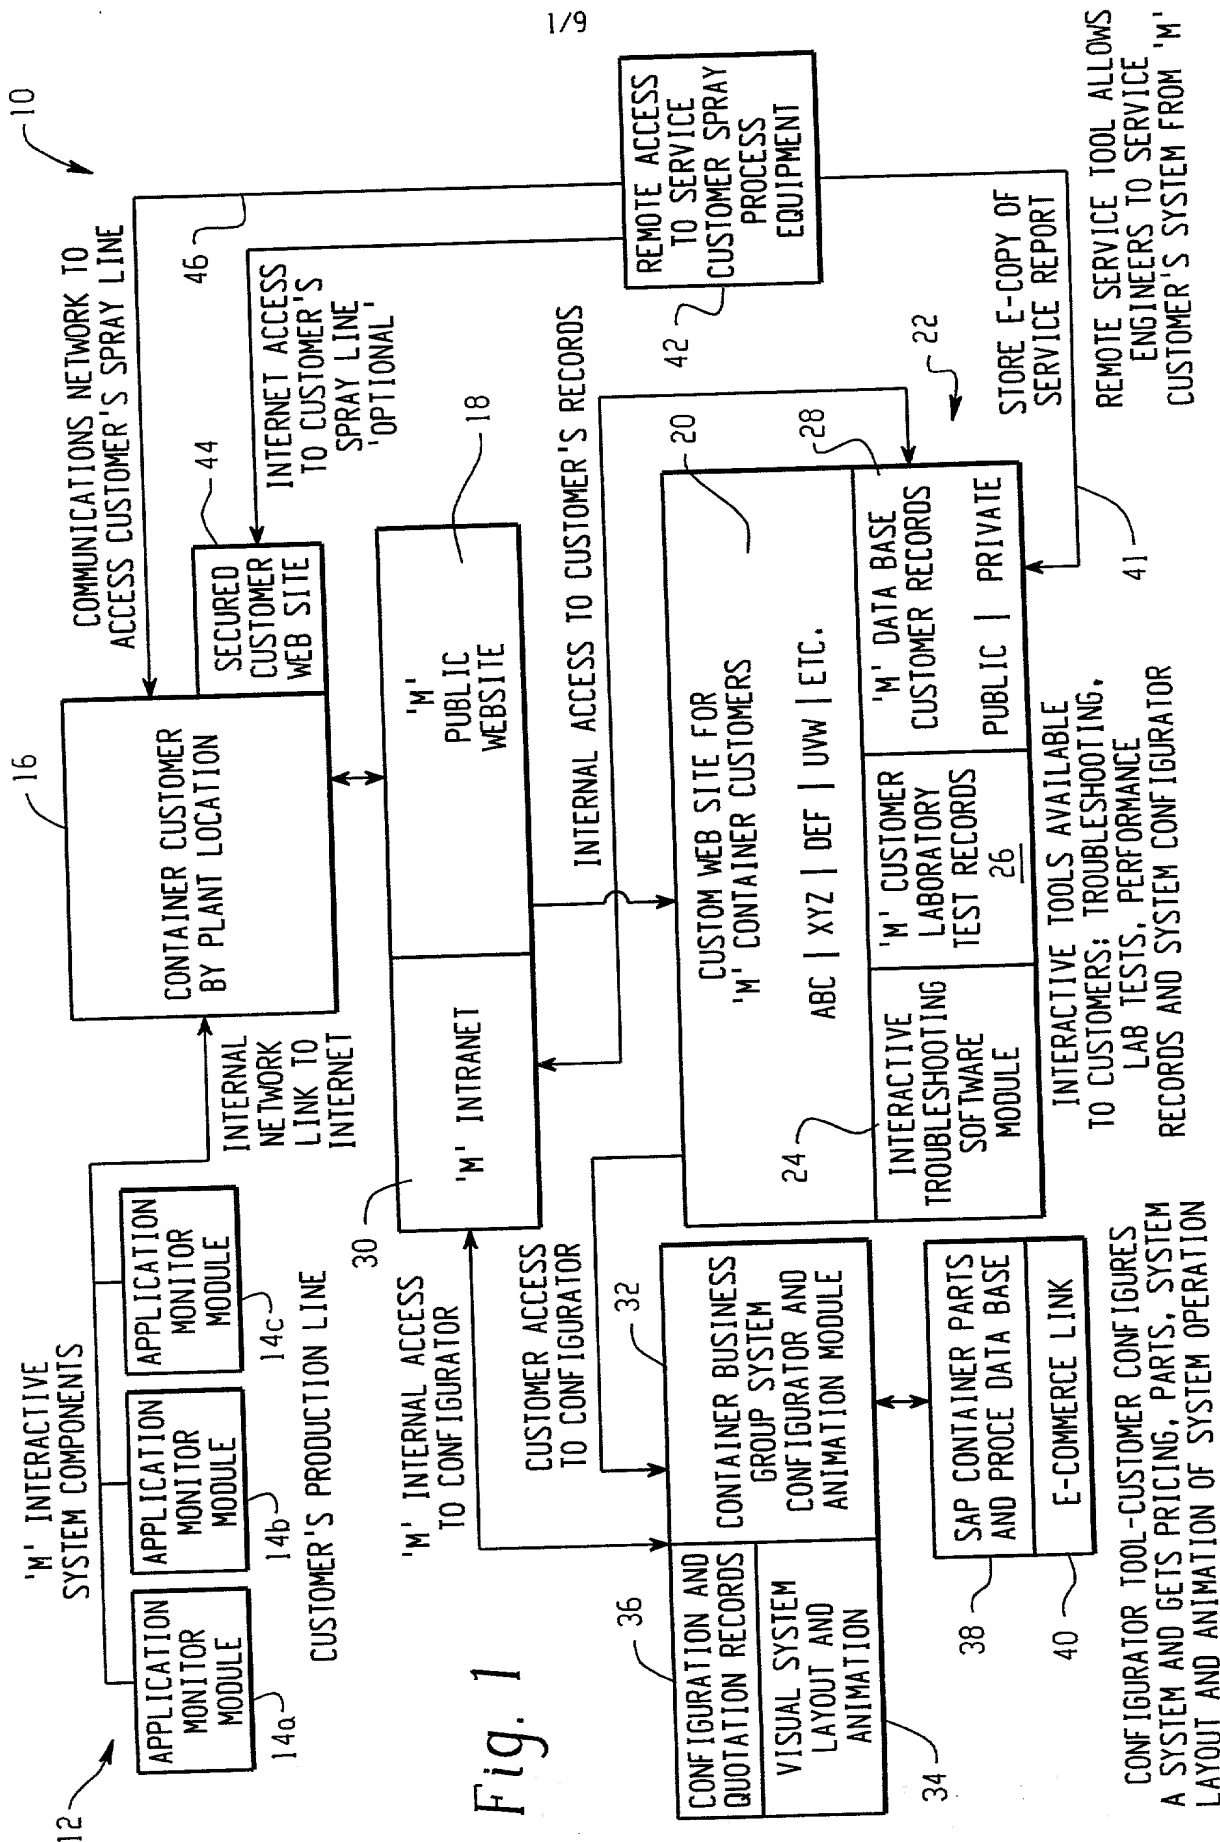 1/9
10
'M' INTERACTIVE
SYSTEM COMPONENTS
12
APPLICATION
MONITOR
MODULE
14a
APPLICATION
MONITOR
MODULE
14b
APPLICATION
MONITOR
MODULE
14c
CUSTOMER'S PRODUCTION LINE
INTERNAL
NETWORK
LINK TO
INTERNET
16
CONTAINER CUSTOMER
BY PLANT LOCATION
COMMUNICATIONS NETWORK TO
ACCESS CUSTOMER'S SPRAY LINE
SECURED
CUSTOMER
WEB SITE
44
46
INTERNET ACCESS
TO CUSTOMER'S
SPRAY LINE
'OPTIONAL'
30
'M' INTRANET
'M'
PUBLIC
WEBSITE
18
REMOTE ACCESS
TO SERVICE
CUSTOMER SPRAY
PROCESS
EQUIPMENT
42
'M' INTERNAL ACCESS
TO CONFIGURATOR
CUSTOMER ACCESS
TO CONFIGURATOR
INTERNAL ACCESS TO CUSTOMER'S RECORDS
CUSTOM WEB SITE FOR
'M' CONTAINER CUSTOMERS
ABC | XYZ | DEF | UVW | ETC.
20
22
24
INTERACTIVE
TROUBLESHOOTING
SOFTWARE
MODULE
'M' CUSTOMER
LABORATORY
TEST RECORDS
26
28
'M' DATA BASE
CUSTOMER RECORDS
PUBLIC | PRIVATE
STORE E-COPY OF
SERVICE REPORT
41
REMOTE SERVICE TOOL ALLOWS
ENGINEERS TO SERVICE
CUSTOMER'S SYSTEM FROM 'M'
INTERACTIVE TOOLS AVAILABLE
TO CUSTOMERS; TROUBLESHOOTING,
LAB TESTS, PERFORMANCE
RECORDS AND SYSTEM CONFIGURATOR
Fig. 1
36
CONFIGURATION AND
QUOTATION RECORDS
VISUAL SYSTEM
LAYOUT AND
ANIMATION
34
32
CONTAINER BUSINESS
GROUP SYSTEM
CONFIGURATOR AND
ANIMATION MODULE
SAP CONTAINER PARTS
AND PROCE DATA BASE
38
E-COMMERCE LINK
40
CONFIGURATOR TOOL-CUSTOMER CONFIGURES
A SYSTEM AND GETS PRICING, PARTS, SYSTEM
LAYOUT AND ANIMATION OF SYSTEM OPERATION